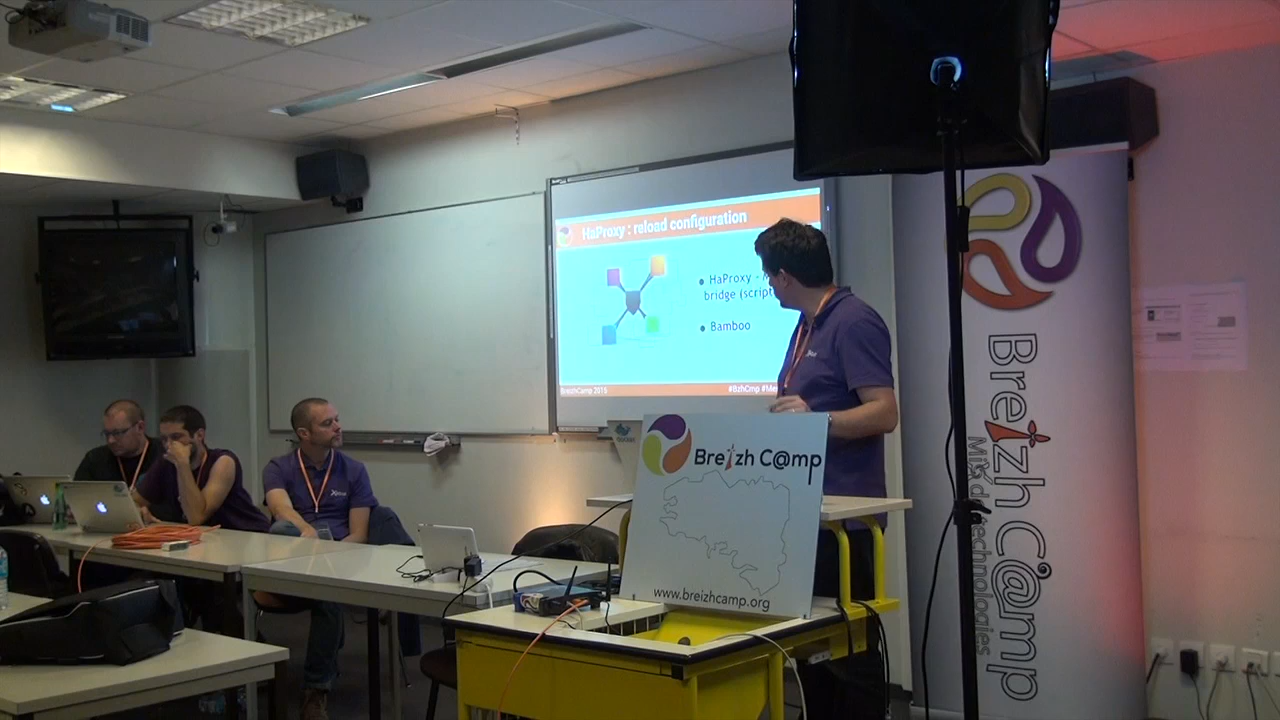 HaProxy : reload configuration
HaProxy -
bridge (script
Bamboo
BreizhCamp 2015
#BzhCmp
Breizh C@mp
www.breizhcamp.org
Breizh C@mp
Mix de technologies